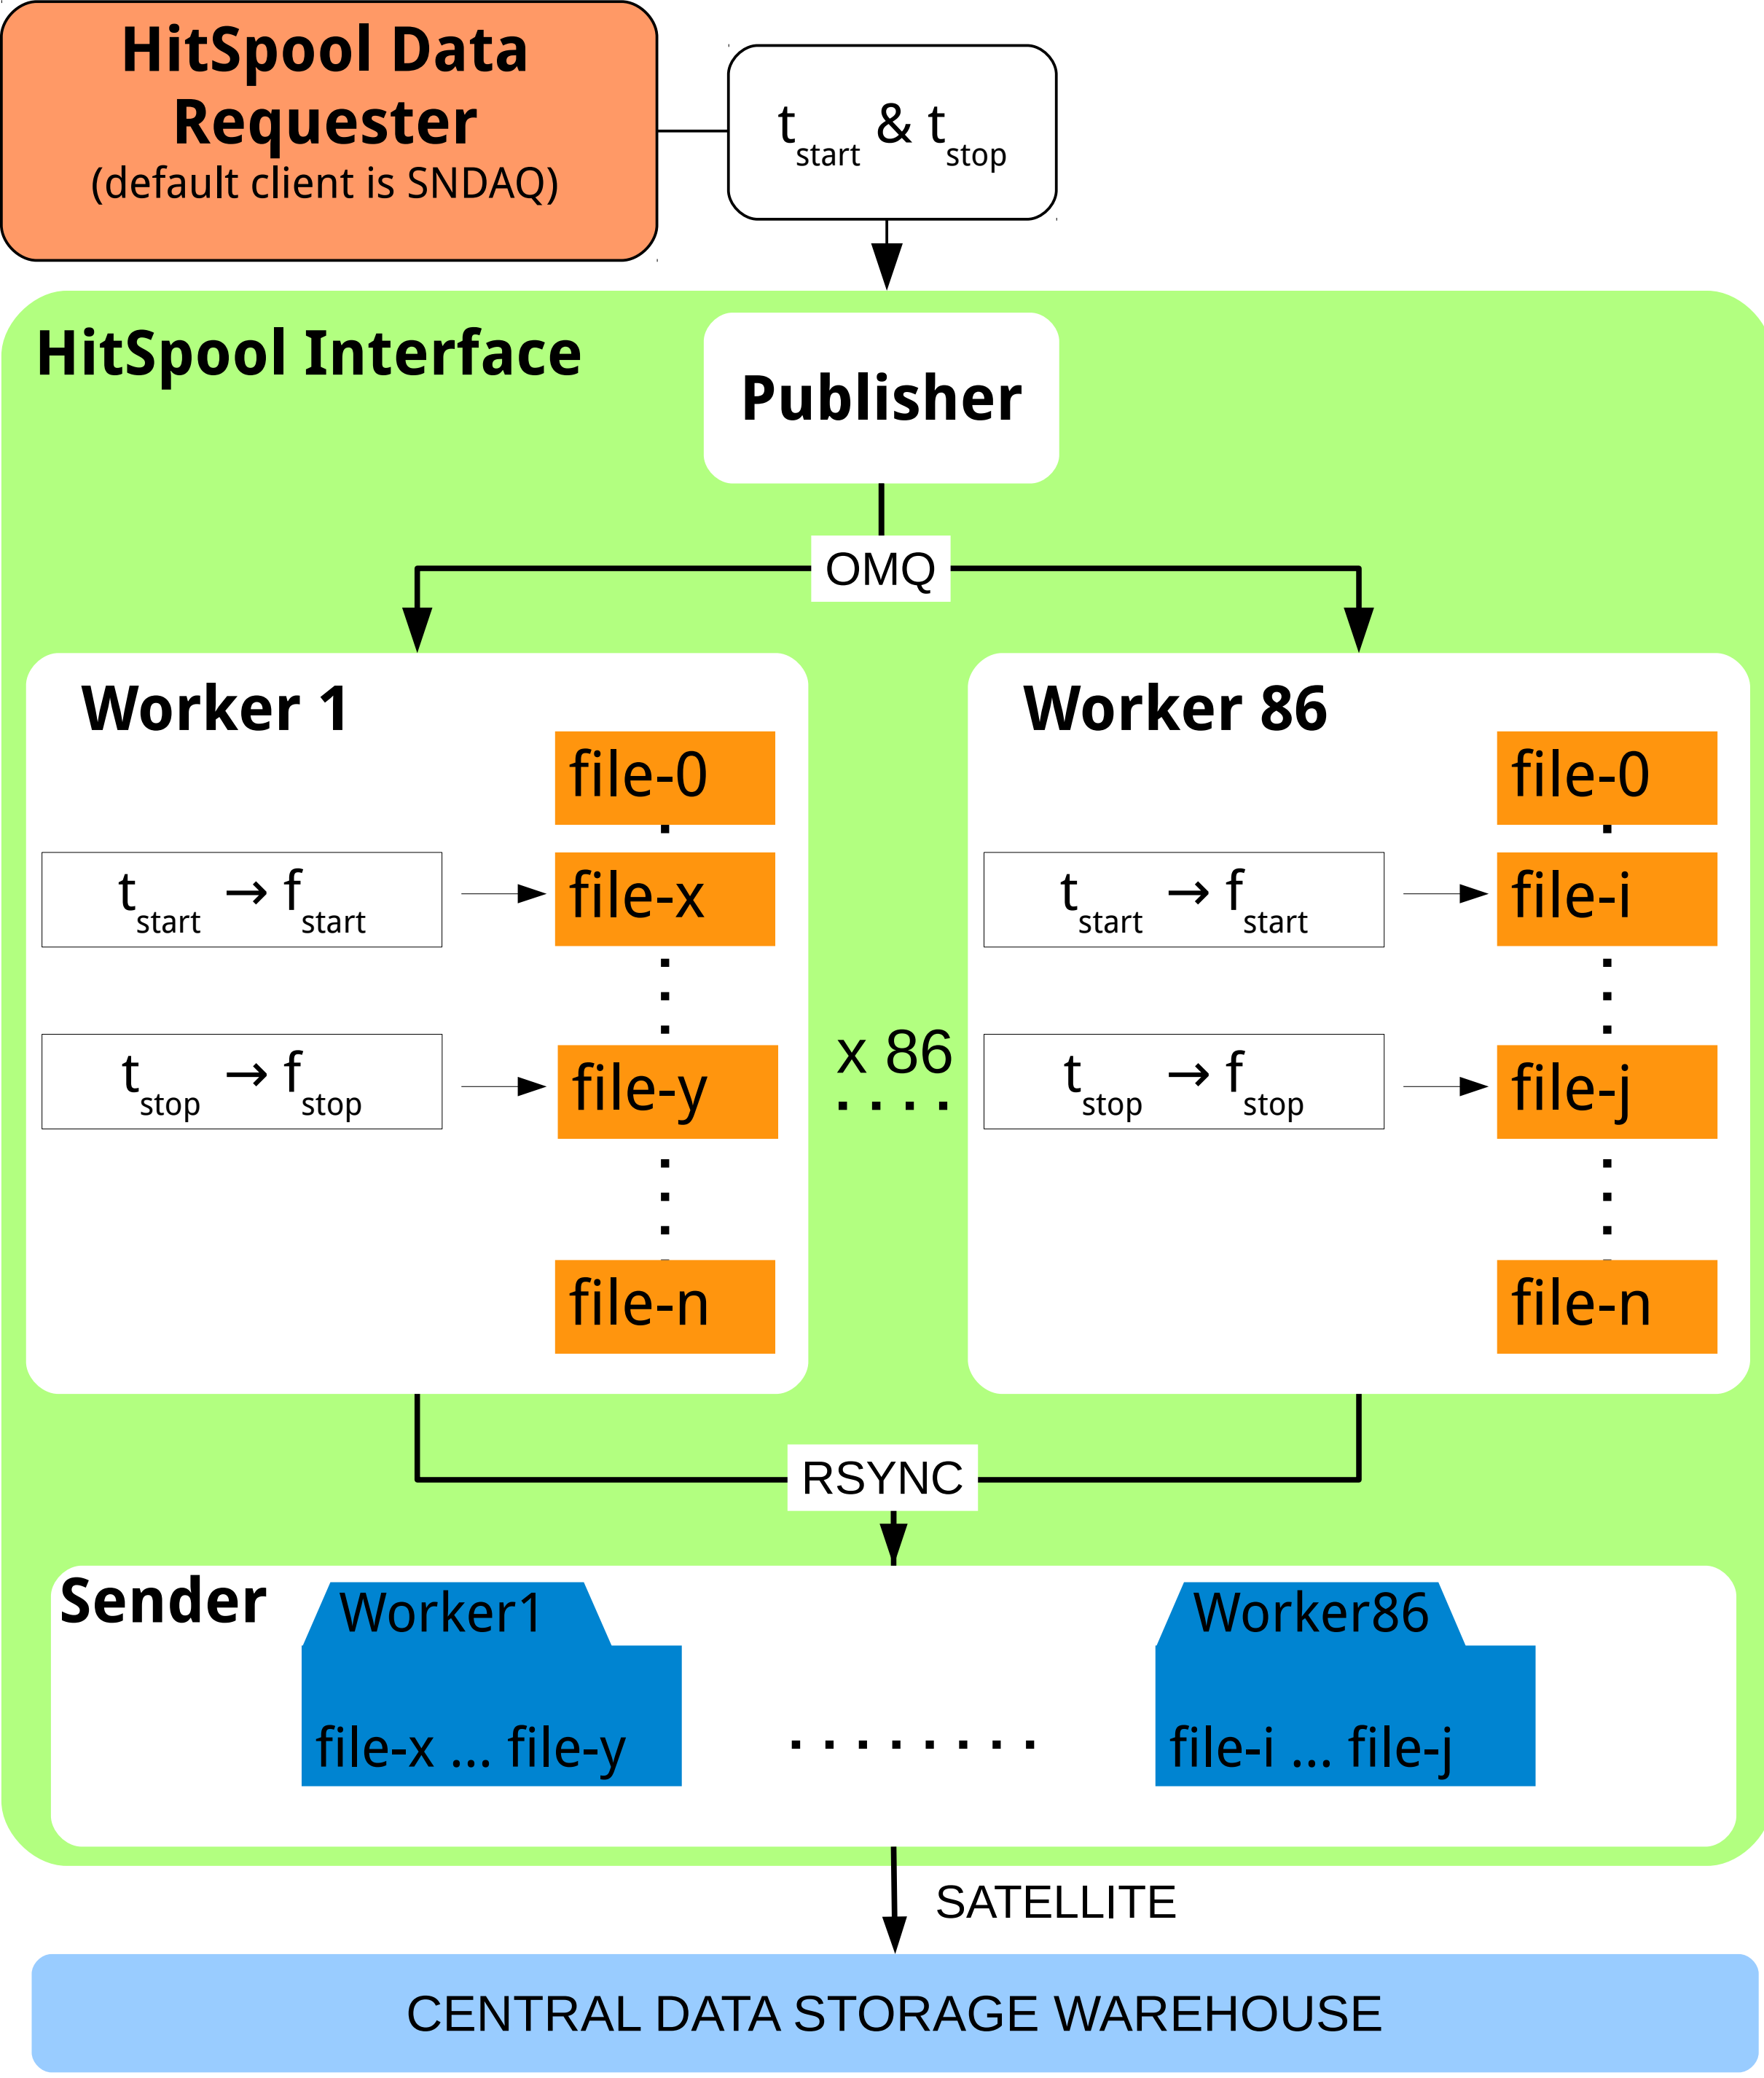 HitSpool Data
Requester
(default client is SNDAQ)
tstart & tstop
HitSpool Interface
Publisher
OMQ
Worker 1
file-0
tstart → fstart
file-x
tstop → fstop
file-y
file-n
x 86
. . . .
Worker 86
file-0
tstart → fstart
file-i
tstop → fstop
file-j
file-n
RSYNC
Sender
Worker1
file-x ... file-y
. . . . . . . .
Worker86
file-i ... file-j
SATELLITE
CENTRAL DATA STORAGE WAREHOUSE